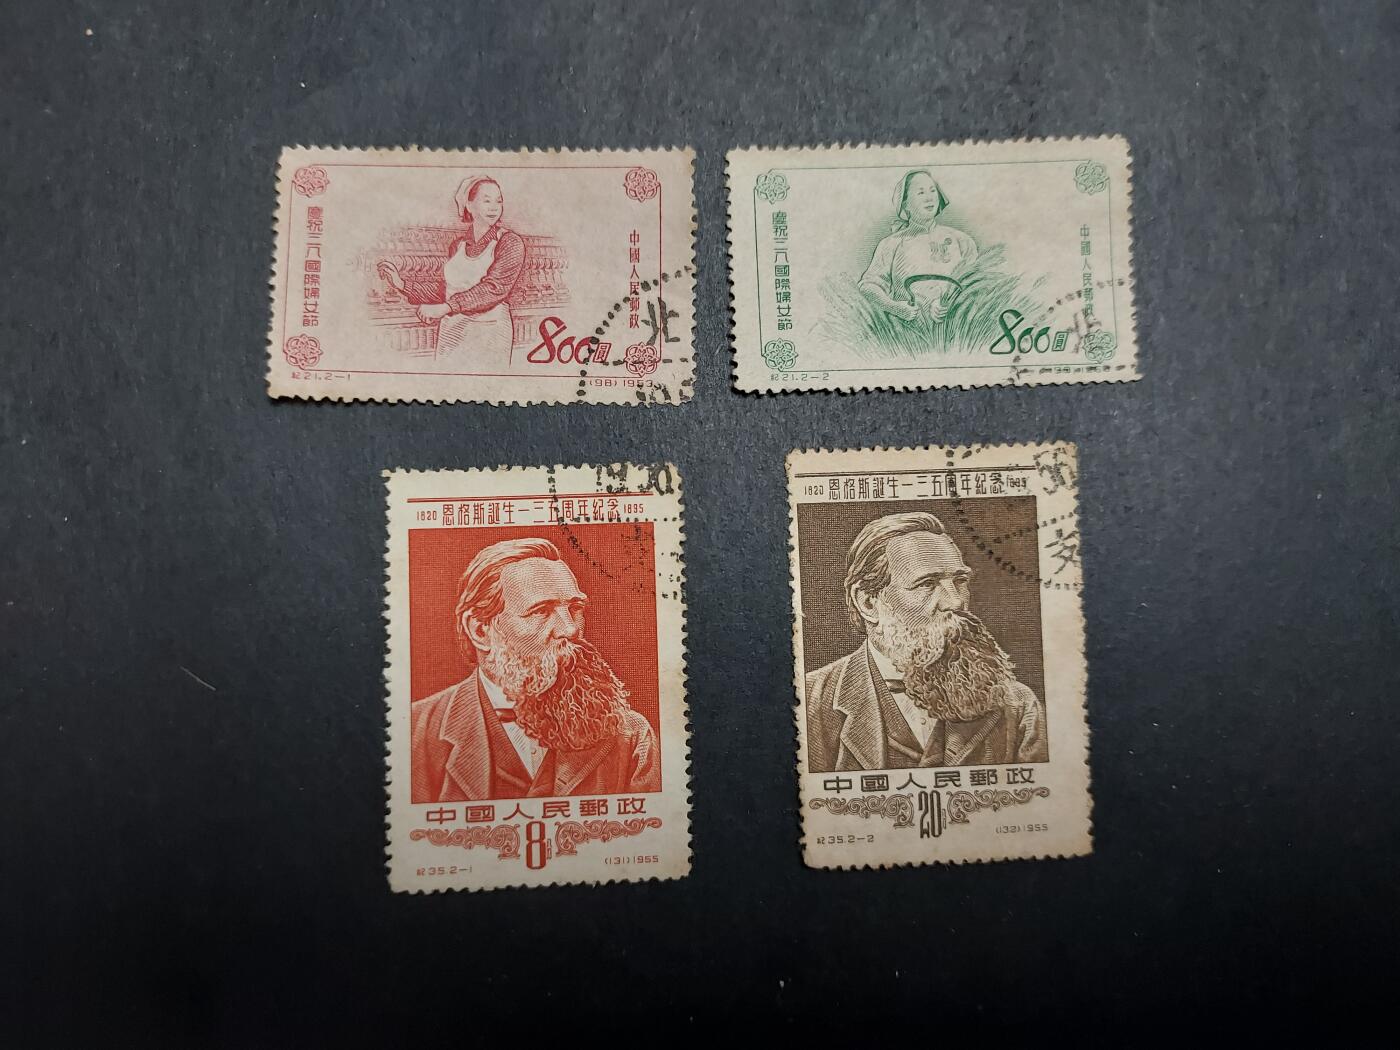 慶祝三八國際婦女節
中國人民郵政
800圓
紀21.2-1
(98) 1953
北
慶祝三八國際婦女節
中國人民郵政
800圓
紀21.2-2
北
1956
1820 恩格斯誕生一三五周年紀念 1895
中國人民郵政
8分
紀35.2-1
(131) 1955
56
1820 恩格斯誕生一三五周年紀念 1895
支
中國人民郵政
20分
紀35.2-2
(132) 1955